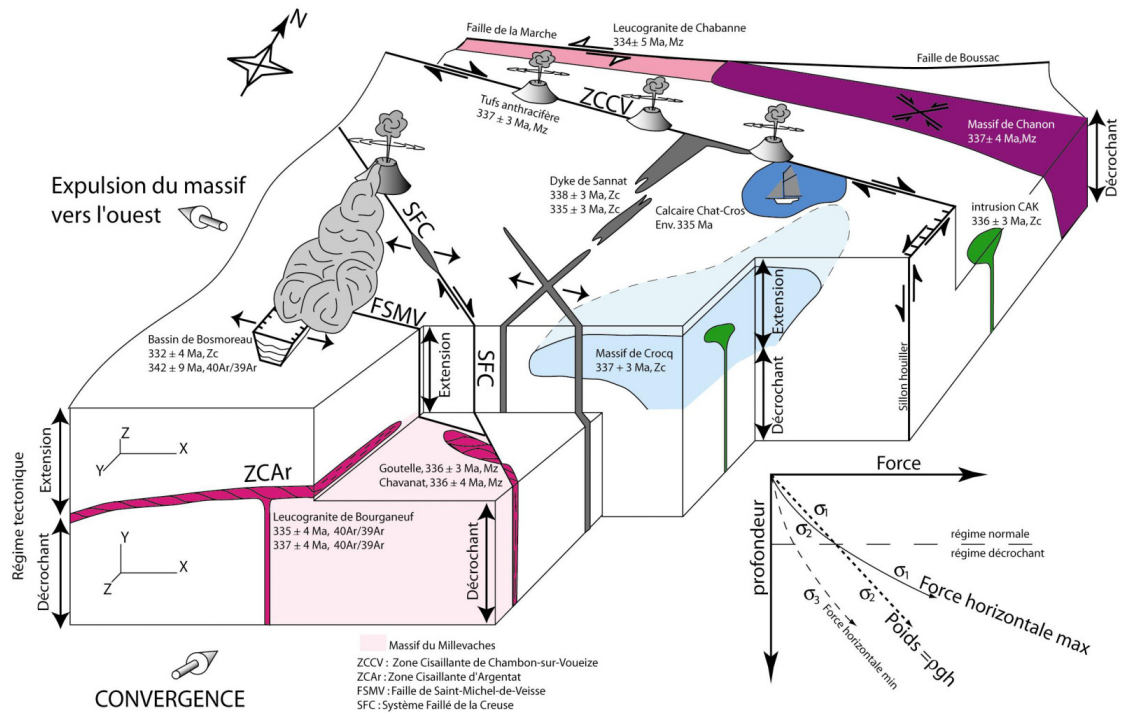 N
Faille de la Marche
Leucogranite de Chabanne
334± 5 Ma, Mz
Faille de Boussac
ZCCV
Tufs anthracifère
337 ± 3 Ma, Mz
Massif de Chanon
337± 4 Ma,Mz
Décrochant
Expulsion du massif
vers l'ouest
SFC
Dyke de Sannat
338 ± 3 Ma, Zc
335 ± 3 Ma, Zc
Calcaire Chat-Cros
Env. 335 Ma
intrusion CAK
336 ± 3 Ma, Zc
FSMV
Bassin de Bosmoreau
332 ± 4 Ma, Zc
342 ± 9 Ma, 40Ar/39Ar
Extension
SFC
Massif de Crocq
337 + 3 Ma, Zc
Extension
Décrochant
Sillon houiller
Régime tectonique
Extension
Décrochant
Z
Y
X
ZCAr
Goutelle, 336 ± 3 Ma, Mz
Chavanat, 336 ± 4 Ma, Mz
Leucogranite de Bourganeuf
335 ± 4 Ma, 40Ar/39Ar
337 ± 4 Ma, 40Ar/39Ar
Y
X
Z
Décrochant
Force
profondeur
σ1
σ2
régime normale
régime décrochant
σ1
σ2
σ3
Force horizontale max
Poids =ρgh
Force horizontale min
CONVERGENCE
Massif du Millevaches
ZCCV : Zone Cisaillante de Chambon-sur-Voueize
ZCAr : Zone Cisaillante d'Argentat
FSMV : Faille de Saint-Michel-de-Veisse
SFC : Système Faillé de la Creuse